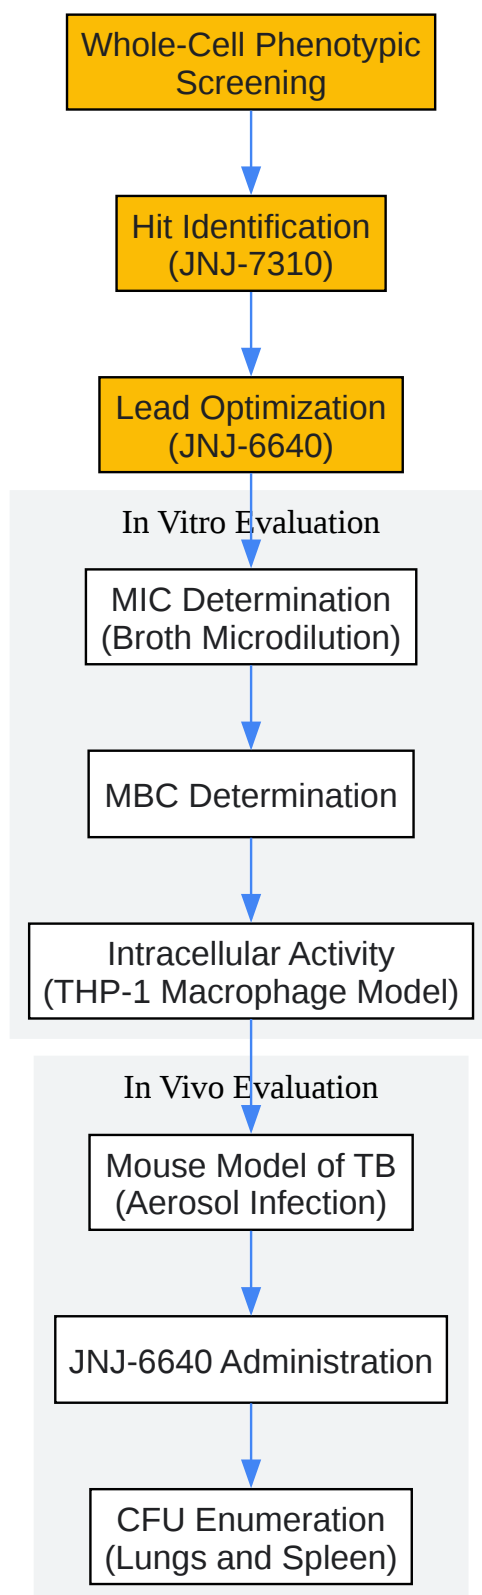 Whole-Cell Phenotypic
Screening
Hit Identification
(JNJ-7310)
Lead Optimization
(JNJ-6640)
In Vitro Evaluation
MIC Determination
(Broth Microdilution)
MBC Determination
Intracellular Activity
(THP-1 Macrophage Model)
In Vivo Evaluation
Mouse Model of TB
(Aerosol Infection)
JNJ-6640 Administration
CFU Enumeration
(Lungs and Spleen)